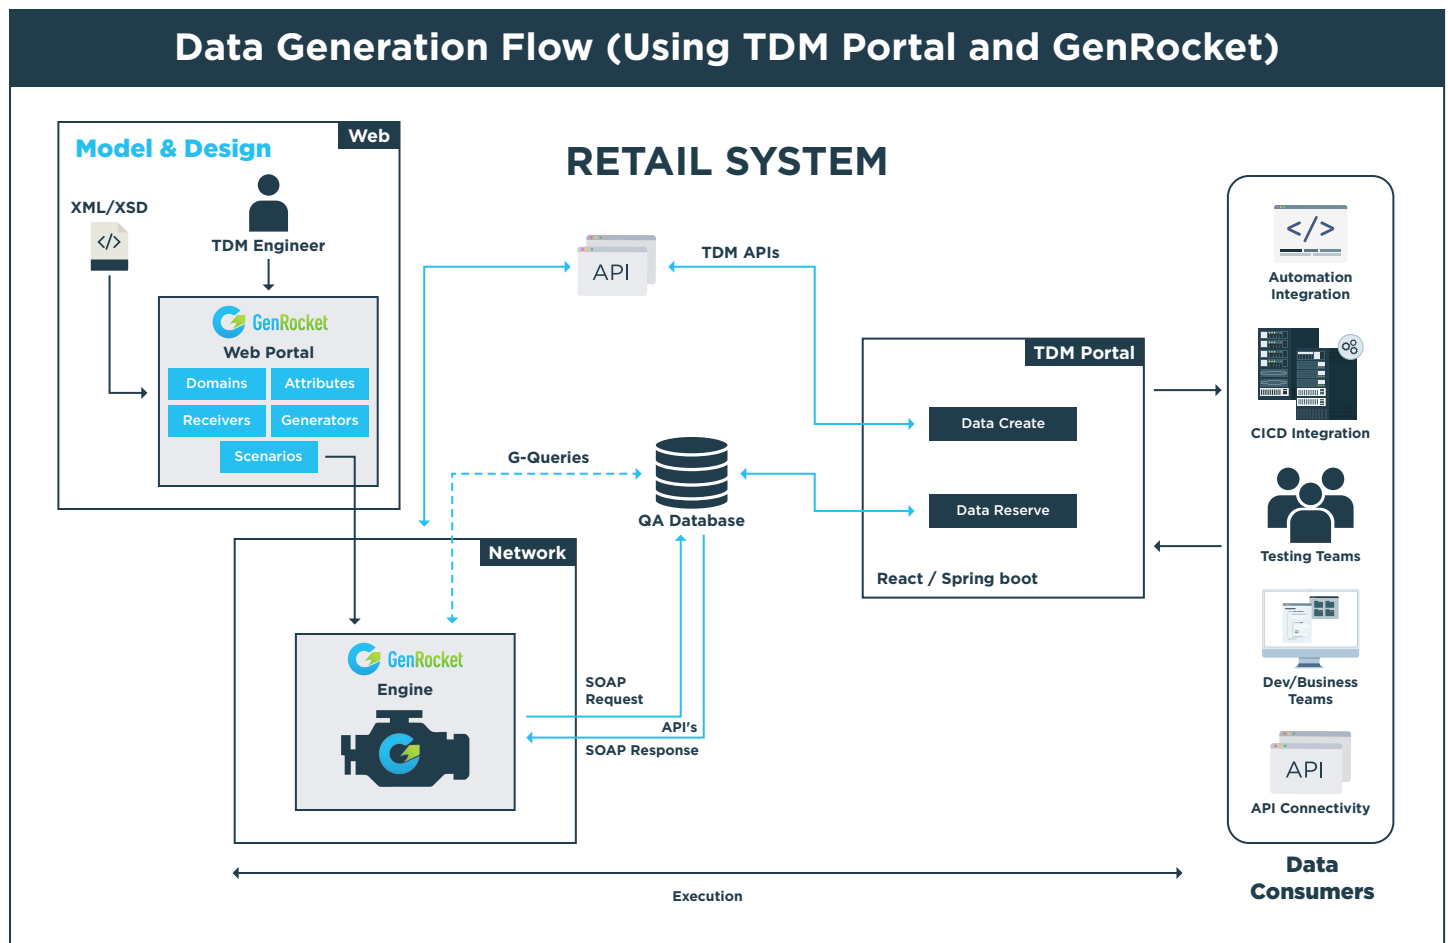 Data Generation Flow (Using TDM Portal and GenRocket)
Web
Model & Design
XML/XSD
</>
TDM Engineer
GenRocket
Web Portal
Domains
Attributes
Receivers
Generators
Scenarios
RETAIL SYSTEM
API
TDM APIs
G-Queries
QA Database
TDM Portal
Data Create
Data Reserve
React / Spring boot
Network
GenRocket
Engine
SOAP
Request
API's
SOAP Response
Execution
</>
Automation
Integration
CICD Integration
Testing Teams
Dev/Business
Teams
API
API Connectivity
Data
Consumers